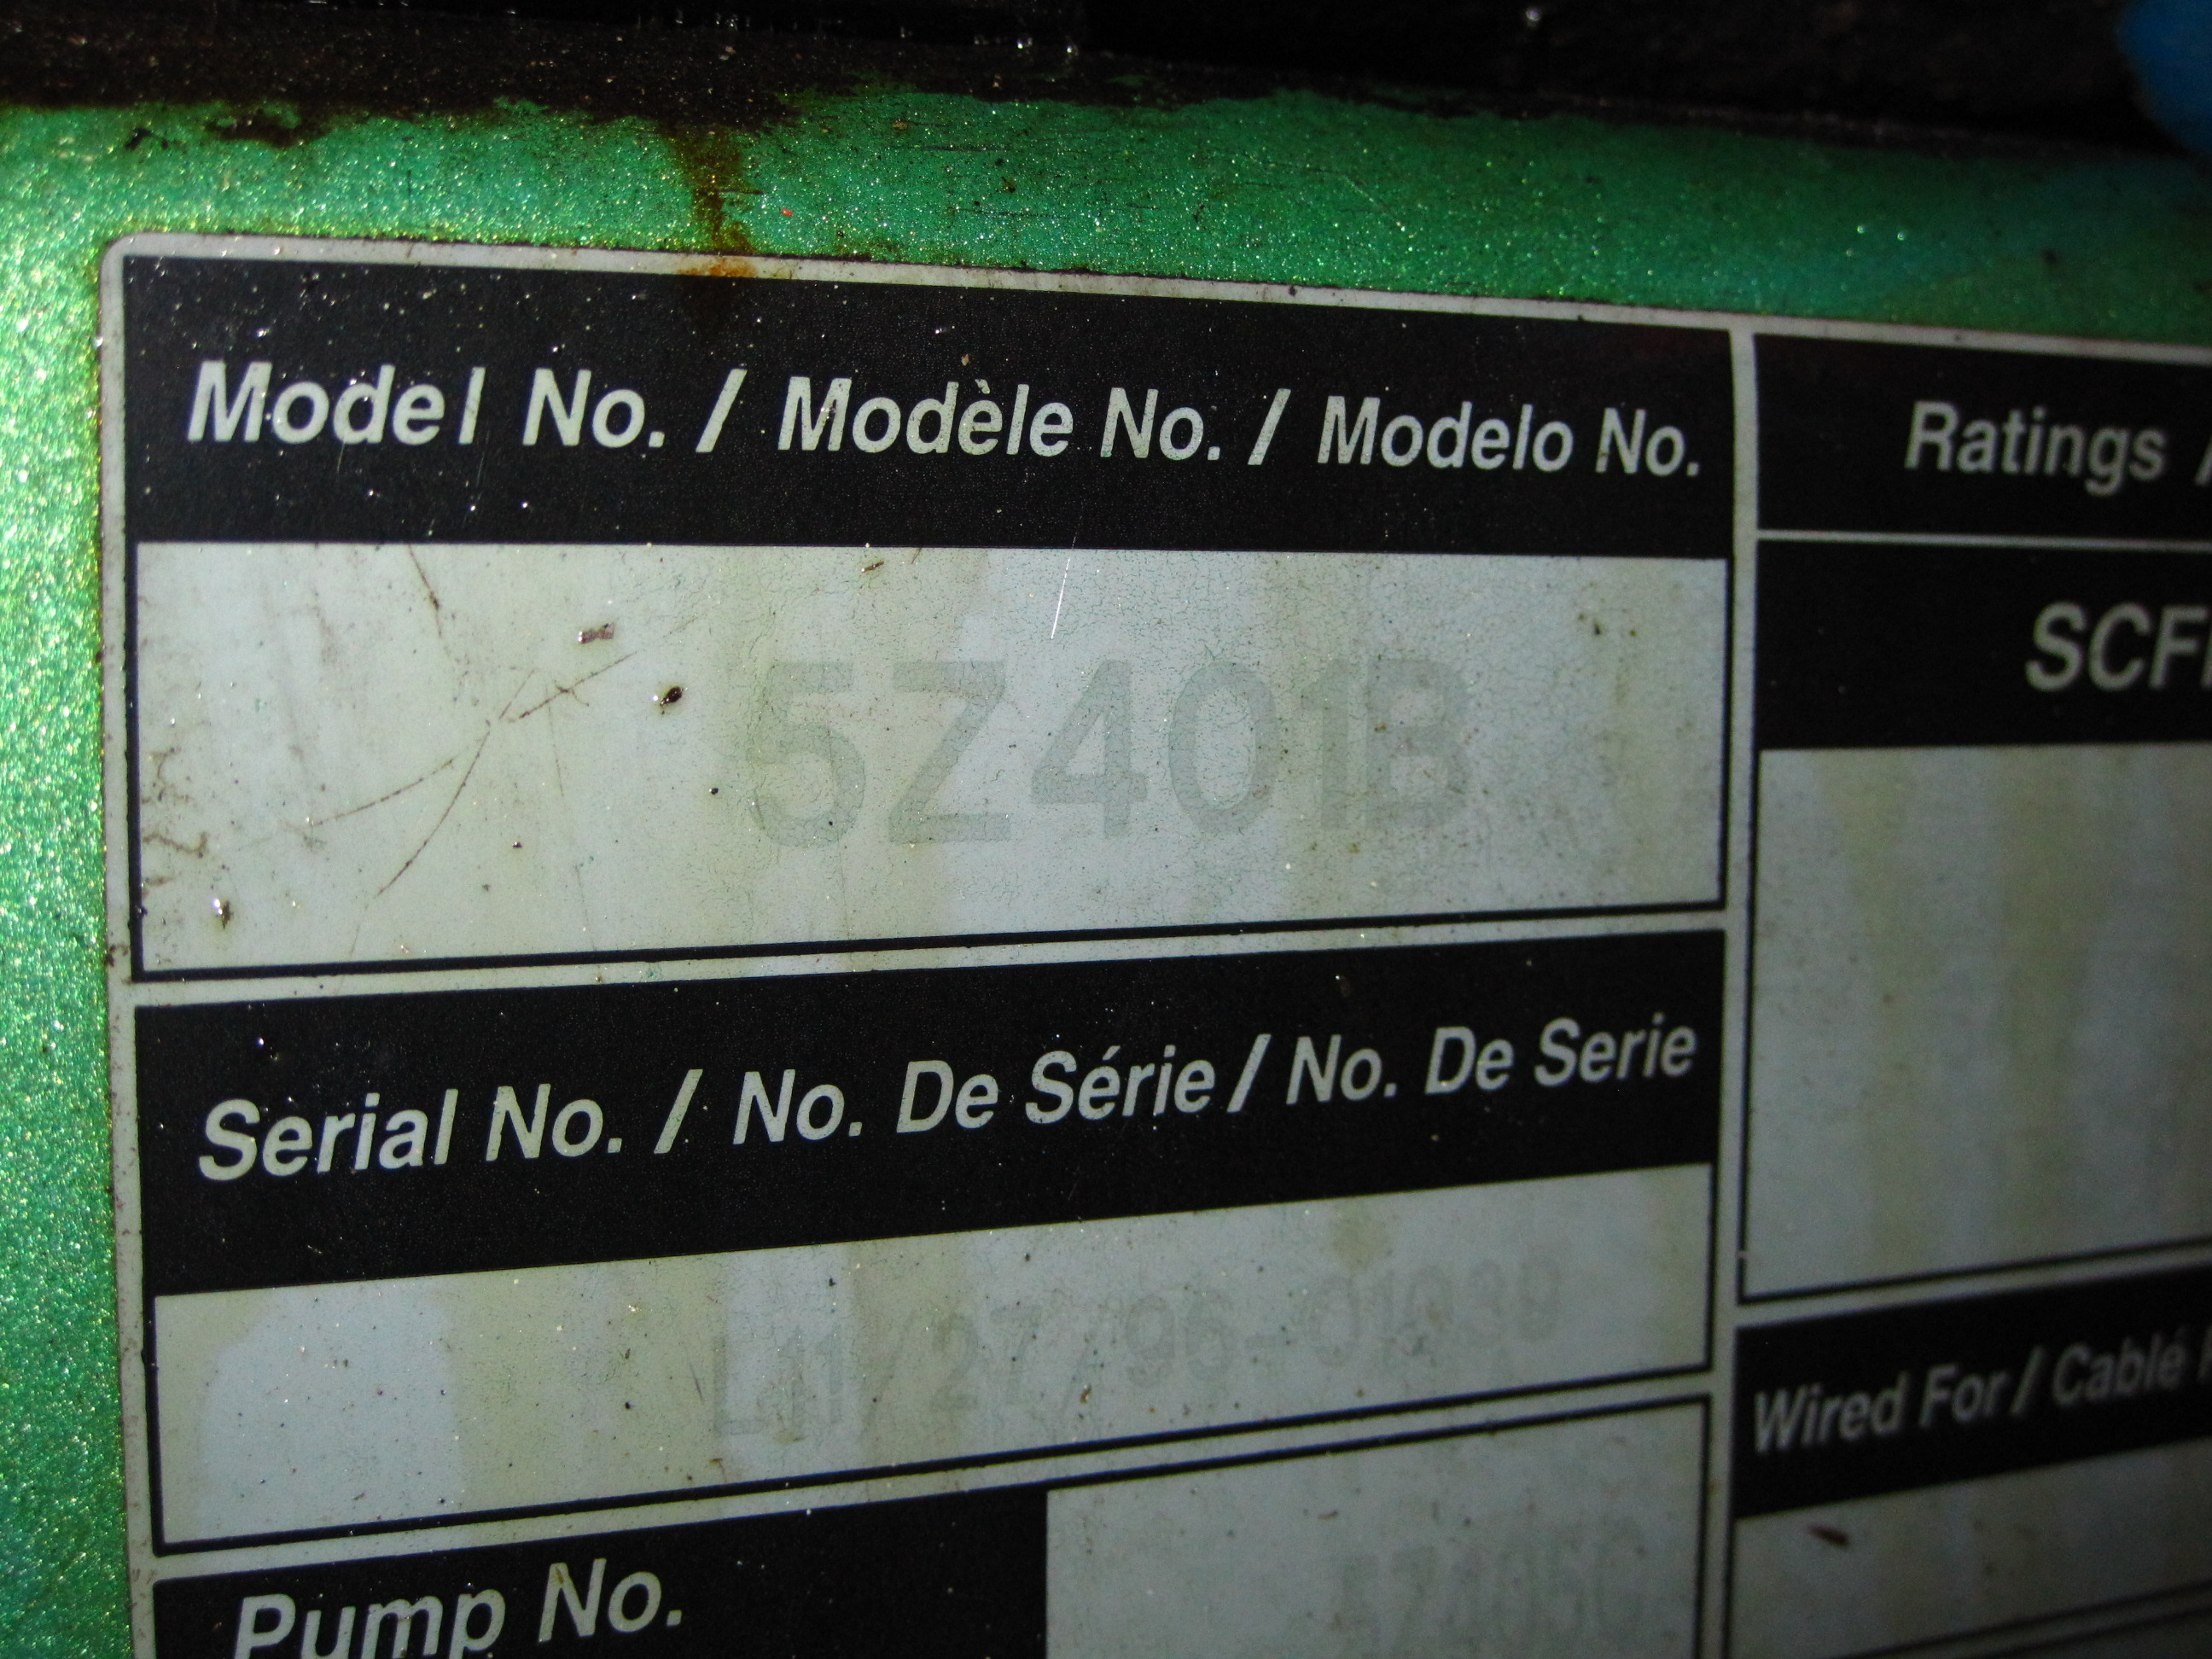 Model No. / Modèle No. / Modelo No.
5Z401B
Serial No. / No. De Série / No. De Serie
Pump No.
Ratings
Wired For / Cablé